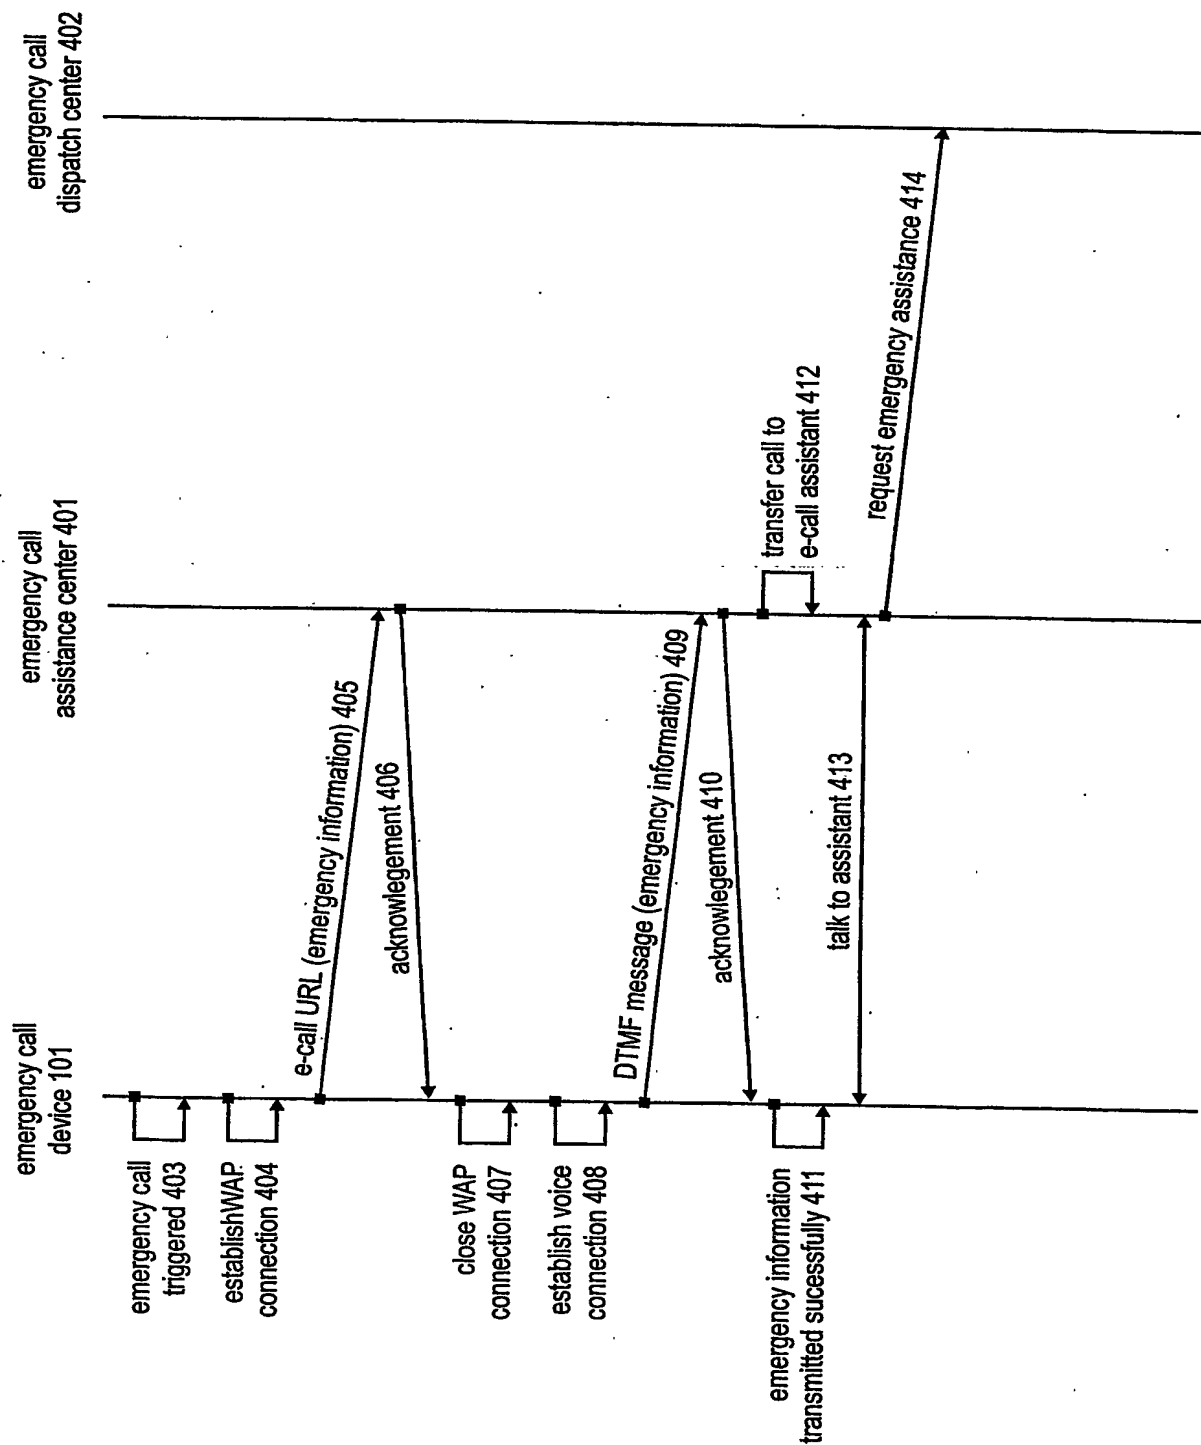 emergency call
device 101
emergency call
assistance center 401
emergency call
dispatch center 402
emergency call
triggered 403
establishWAP.
connection 404
e-call URL (emergency information) 405
acknowlegement 406
close WAP
connection 407
establish voice
connection 408
DTMF message (emergency information) 409
acknowlegement 410
emergency information
transmitted sucessfully 411
transfer call to
e-call assistant 412
talk to assistant 413
request emergency assistance 414